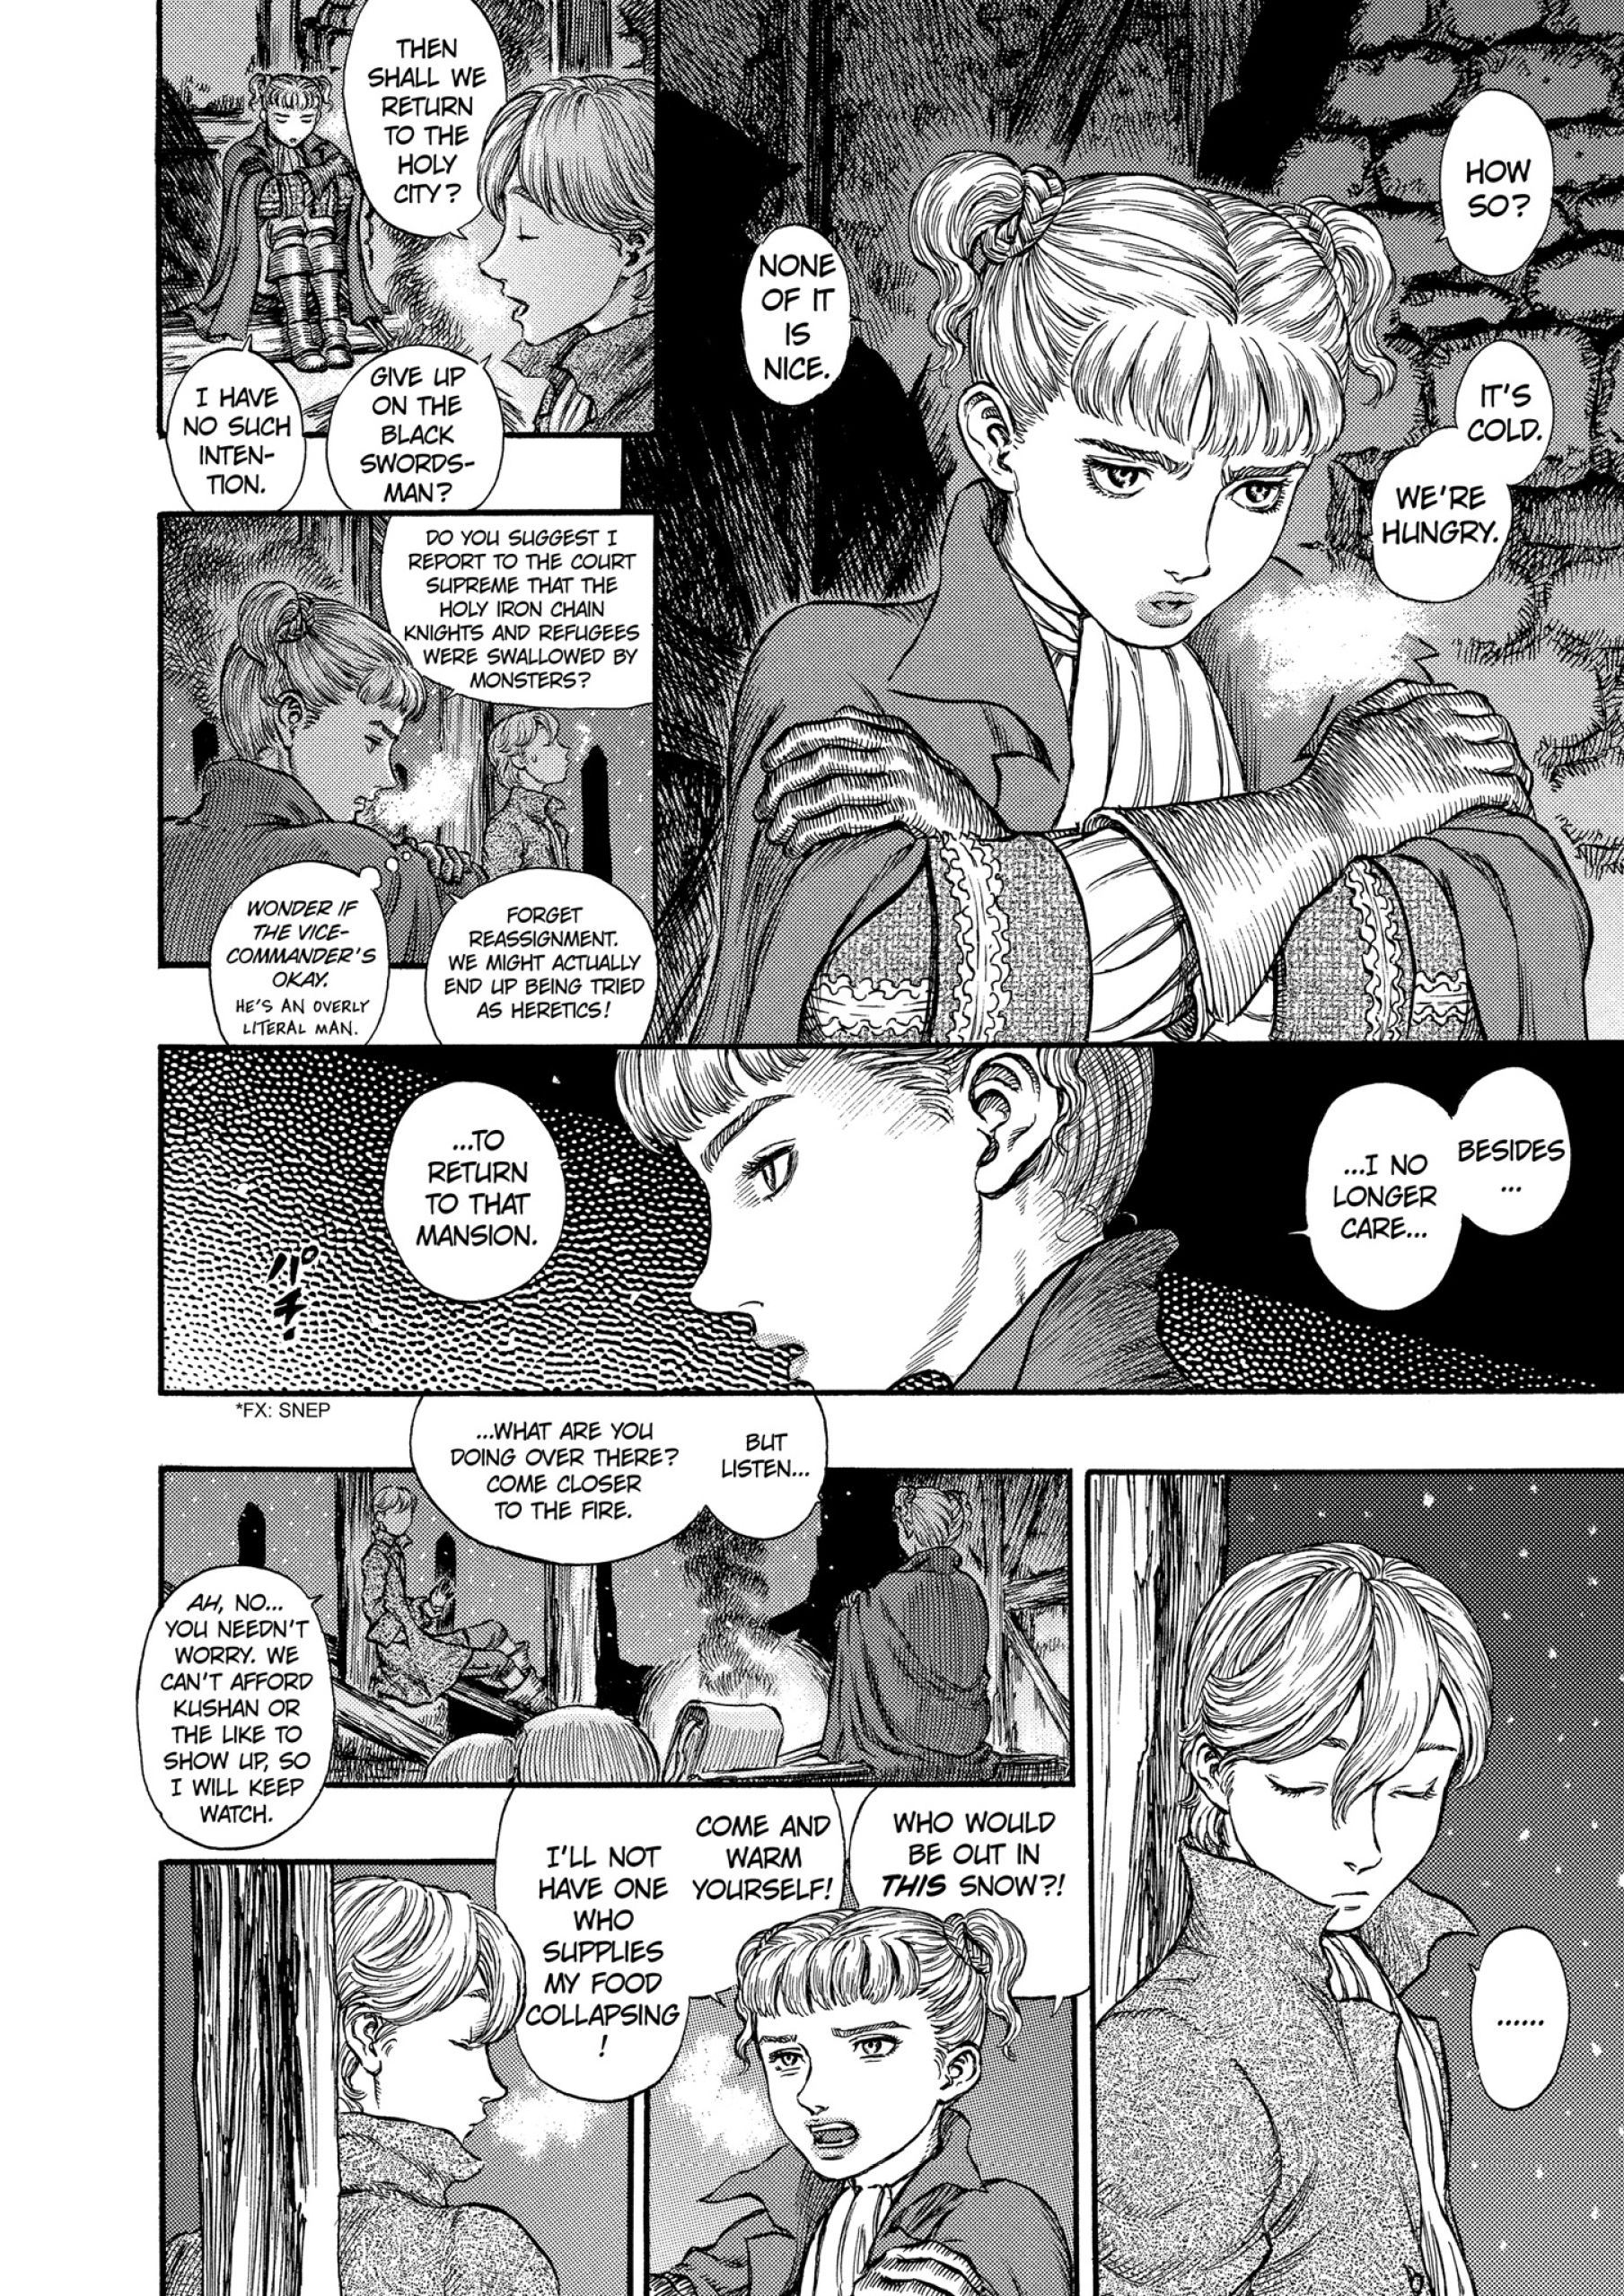 HOW
SO?
IT'S
COLD.
WE'RE
HUNGRY.
NONE
OF IT
IS
NICE.
THEN
SHALL WE
RETURN
TO THE
HOLY
CITY?
GIVE UP
ON THE
BLACK
SWORDS-
MAN?
I HAVE
NO SUCH
INTEN-
TION.
DO YOU SUGGEST I
REPORT TO THE COURT
SUPREME THAT THE
HOLY IRON CHAIN
KNIGHTS AND REFUGEES
WERE SWALLOWED BY
MONSTERS?
FORGET
REASSIGNMENT.
WE MIGHT ACTUALLY
END UP BEING TRIED
AS HERETICS!
WONDER IF
THE VICE-
COMMANDER'S
OKAY.
HE'S AN OVERLY
LITERAL MAN.
BESIDES
...
...I NO
LONGER
CARE...
...TO
RETURN
TO THAT
MANSION.
パチ
*FX: SNEP
......
BUT
LISTEN...
...WHAT ARE YOU
DOING OVER THERE?
COME CLOSER
TO THE FIRE.
AH, NO...
YOU NEEDN'T
WORRY. WE
CAN'T AFFORD
KUSHAN OR
THE LIKE TO
SHOW UP, SO
I WILL KEEP
WATCH.
WHO WOULD
BE OUT IN
THIS SNOW?!
COME AND
WARM
YOURSELF!
I'LL NOT
HAVE ONE
WHO
SUPPLIES
MY FOOD
COLLAPSING
!